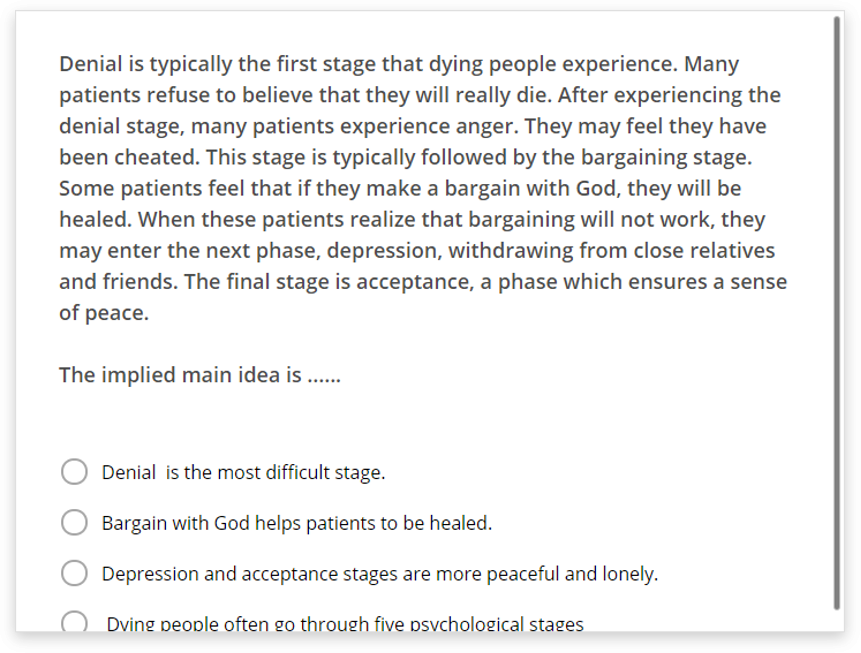 Denial is typically the first stage that dying people experience. Many
patients refuse to believe that they will really die. After experiencing the
denial stage, many patients experience anger. They may feel they have
been cheated. This stage is typically followed by the bargaining stage.
Some patients feel that if they make a bargain with God, they will be
healed. When these patients realize that bargaining will not work, they
may enter the next phase, depression, withdrawing from close relatives
and friends. The final stage is acceptance, a phase which ensures a sense
of peace.
The implied main idea is ......
Denial  is the most difficult stage.
Bargain with God helps patients to be healed.
Depression and acceptance stages are more peaceful and lonely.
Dying people often go through five psychological stages